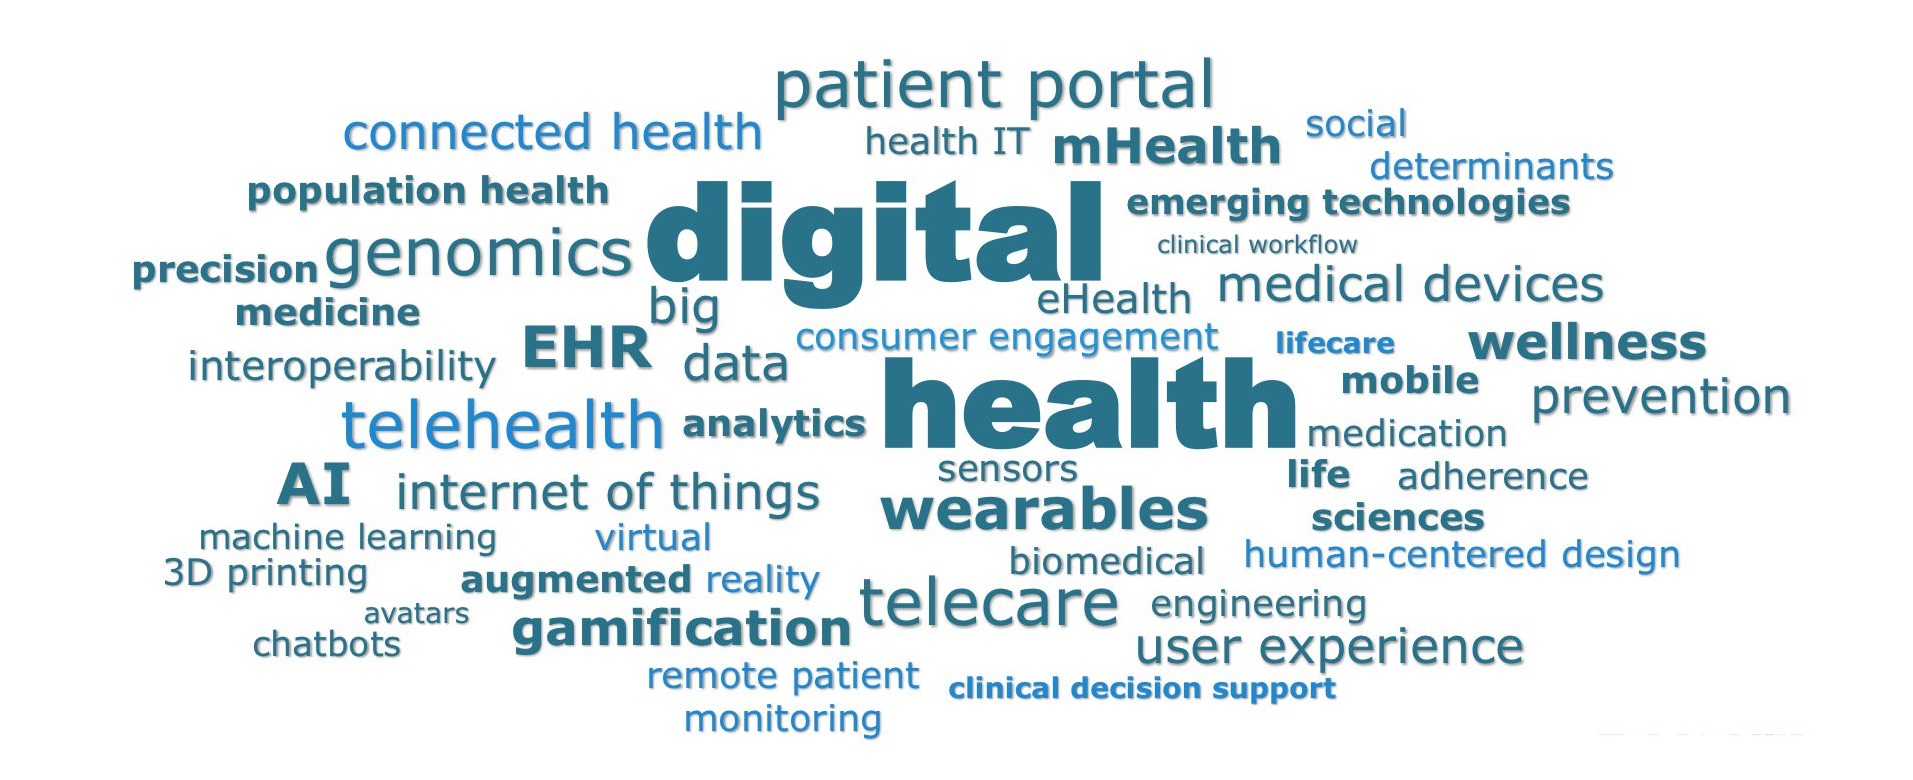 patient portal
connected health
health IT
mHealth
social
determinants
population health
digital
emerging technologies
genomics
clinical workflow
precision
medicine
big
data
eHealth
medical devices
consumer engagement
lifecare
wellness
EHR
interoperability
health
mobile
prevention
telehealth
analytics
medication
adherence
sensors
life
sciences
AI
internet of things
wearables
machine learning
virtual
reality
biomedical
engineering
human-centered design
3D printing
augmented
telecare
avatars
chatbots
gamification
user experience
remote patient
monitoring
clinical decision support